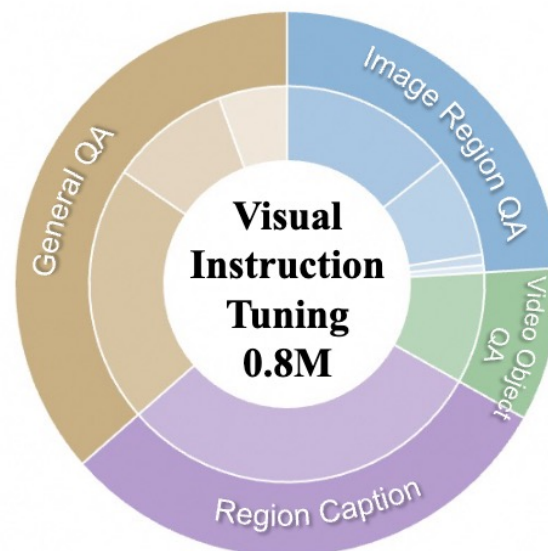 General QA
Image Region QA
Visual
Instruction
Tuning
0.8M
Video Object
QA
Region Caption